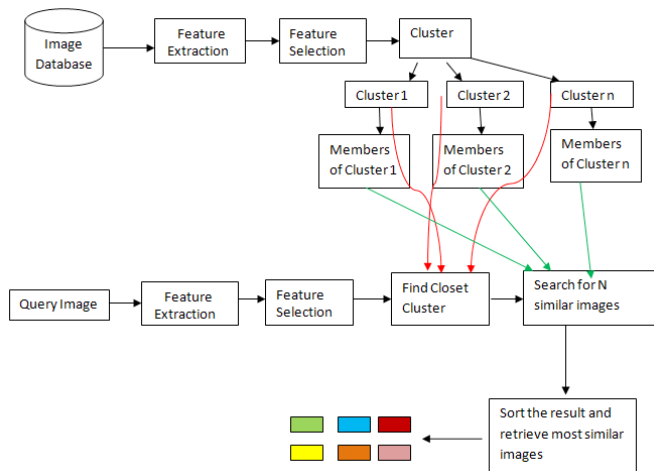 Image
Database
Feature
Extraction
Feature
Selection
Cluster
Cluster 1
Cluster 2
Cluster n
Members
of Cluster 1
Members
of Cluster 2
Members
of Cluster n
Query Image
Feature
Extraction
Feature
Selection
Find Closet
Cluster
Search for N
similar images
Sort the result and
retrieve most similar
images